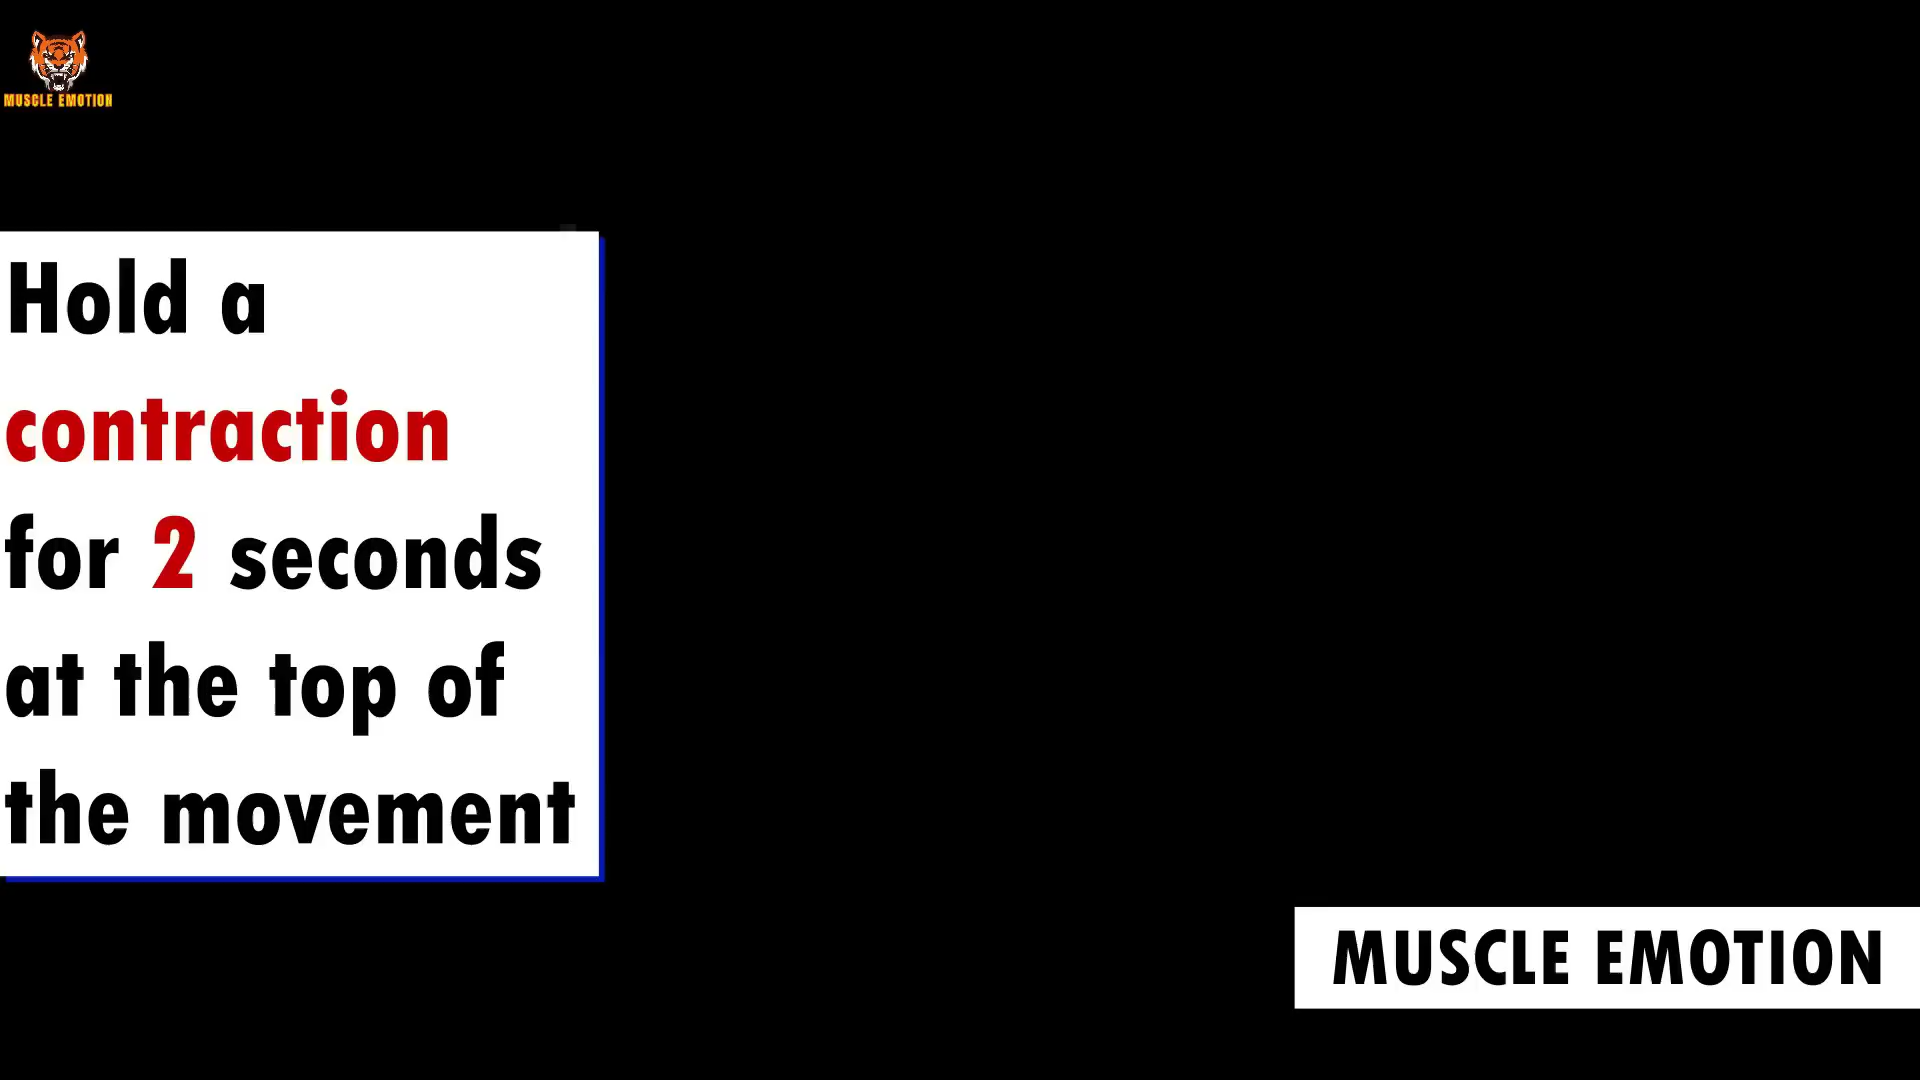 MUSCLE EMOTION
Hold a
contraction
for 2 seconds
at the top of
the movement
MUSCLE EMOTION